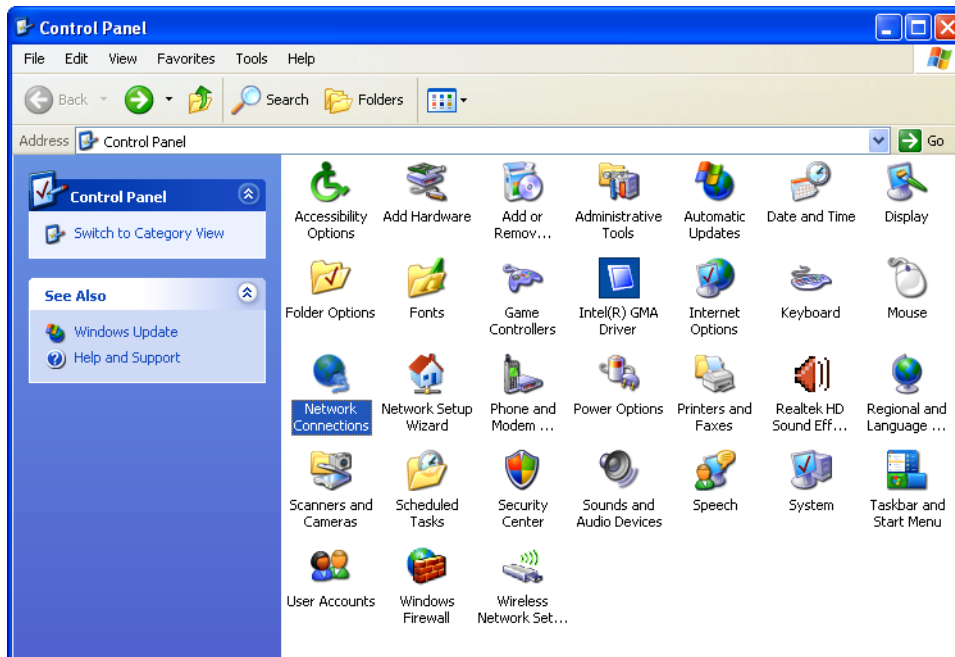 Control Panel
File Edit View Favorites Tools Help
Back Search Folders
Address Control Panel Go
Control Panel
Switch to Category View
See Also
Windows Update
Help and Support
Accessibility Options
Add Hardware
Add or Remov...
Administrative Tools
Automatic Updates
Date and Time
Display
Folder Options
Fonts
Game Controllers
Intel(R) GMA Driver
Internet Options
Keyboard
Mouse
Network Connections
Network Setup Wizard
Phone and Modem ...
Power Options
Printers and Faxes
Realtek HD Sound Eff...
Regional and Language ...
Scanners and Cameras
Scheduled Tasks
Security Center
Sounds and Audio Devices
Speech
System
Taskbar and Start Menu
User Accounts
Windows Firewall
Wireless Network Set...